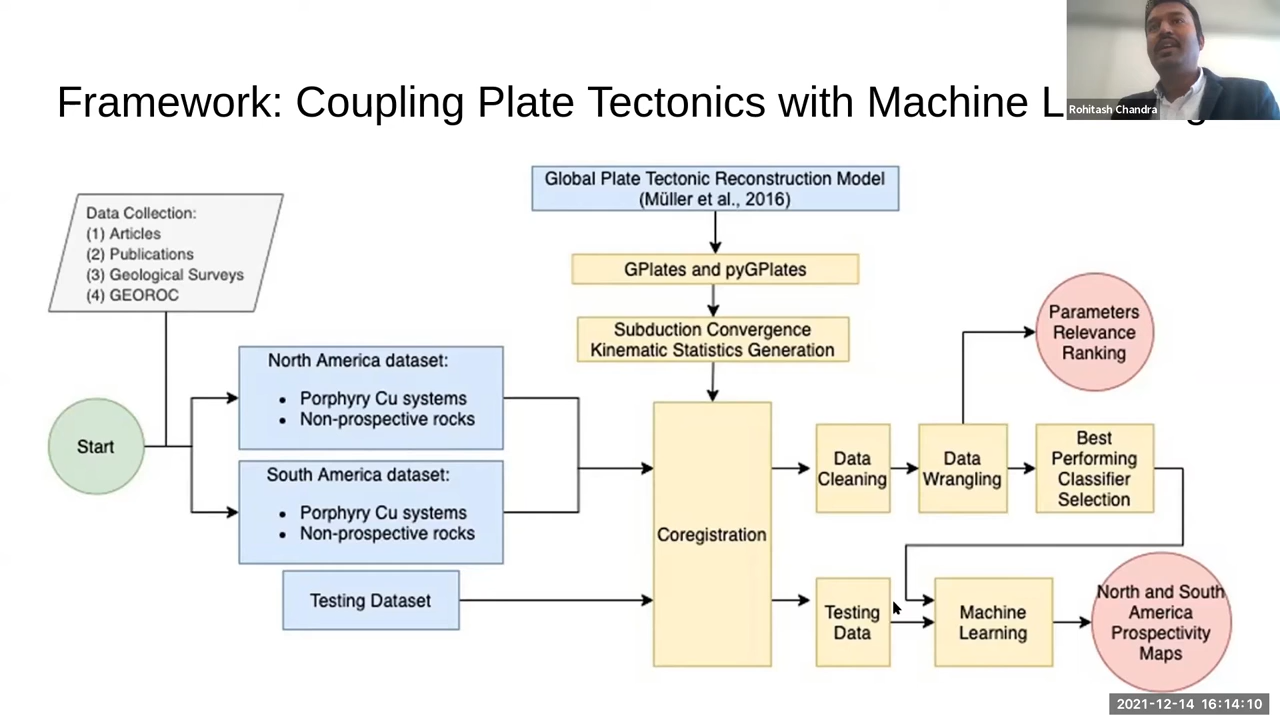 Framework: Coupling Plate Tectonics with Machine
Rohitash Chandra
Global Plate Tectonic Reconstruction Model
(Müller et al., 2016)
Data Collection:
(1) Articles
(2) Publications
(3) Geological Surveys
(4) GEOROC
GPlates and pyGPlates
Subduction Convergence
Kinematic Statistics Generation
Parameters
Relevance
Ranking
Start
North America dataset:
• Porphyry Cu systems
• Non-prospective rocks
South America dataset:
• Porphyry Cu systems
• Non-prospective rocks
Testing Dataset
Coregistration
Data
Cleaning
Data
Wrangling
Best
Performing
Classifier
Selection
Testing
Data
Machine
Learning
North and South
America
Prospectivity
Maps
2021-12-14 16:14:10